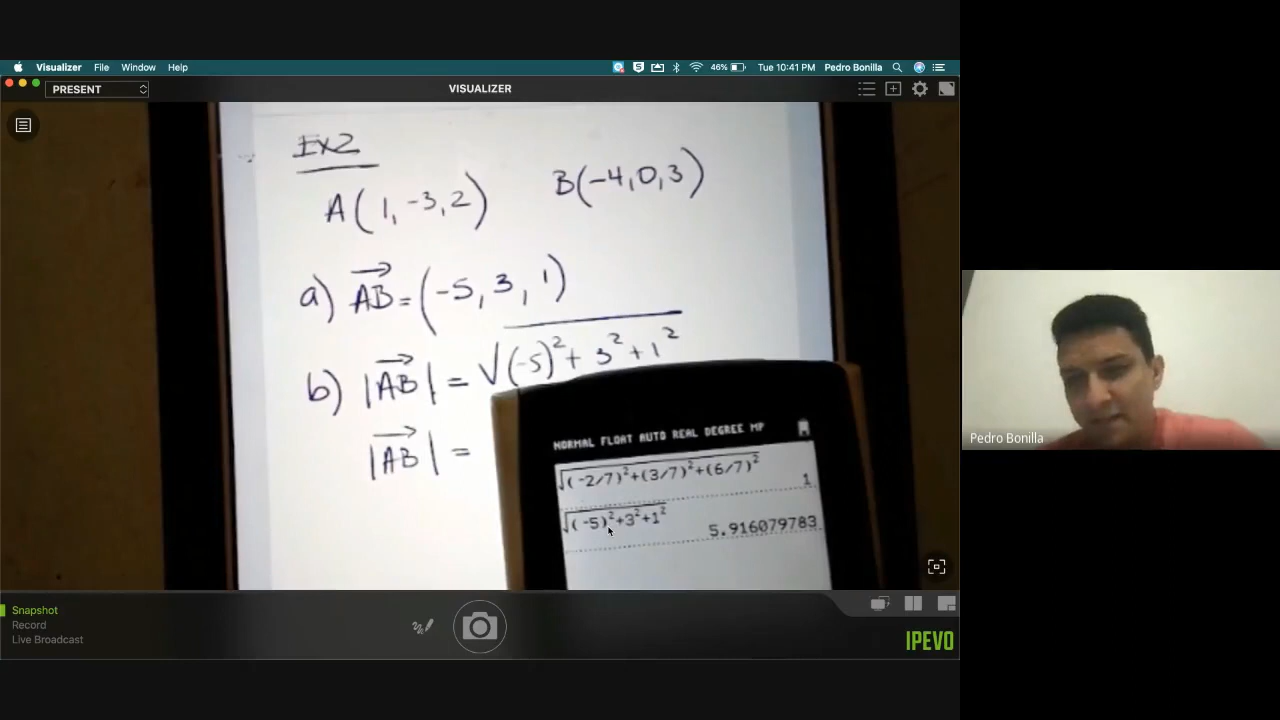 Visualizer File Window Help 46% Tue 10:41 PM Pedro Bonilla
PRESENT
VISUALIZER
Ex2
A(1,-3,2) B(-4,0,3)
a) AB = (-5, 3, 1)
b) |AB| = √(-5)²+ 3²+1²
|AB| =
NORMAL FLOAT AUTO REAL DEGREE MP
√(-2/7)²+(3/7)²+(6/7)²
1
√(-5)²+3²+1²
5.916079783
Pedro Bonilla
Snapshot
Record
Live Broadcast
IPEVO